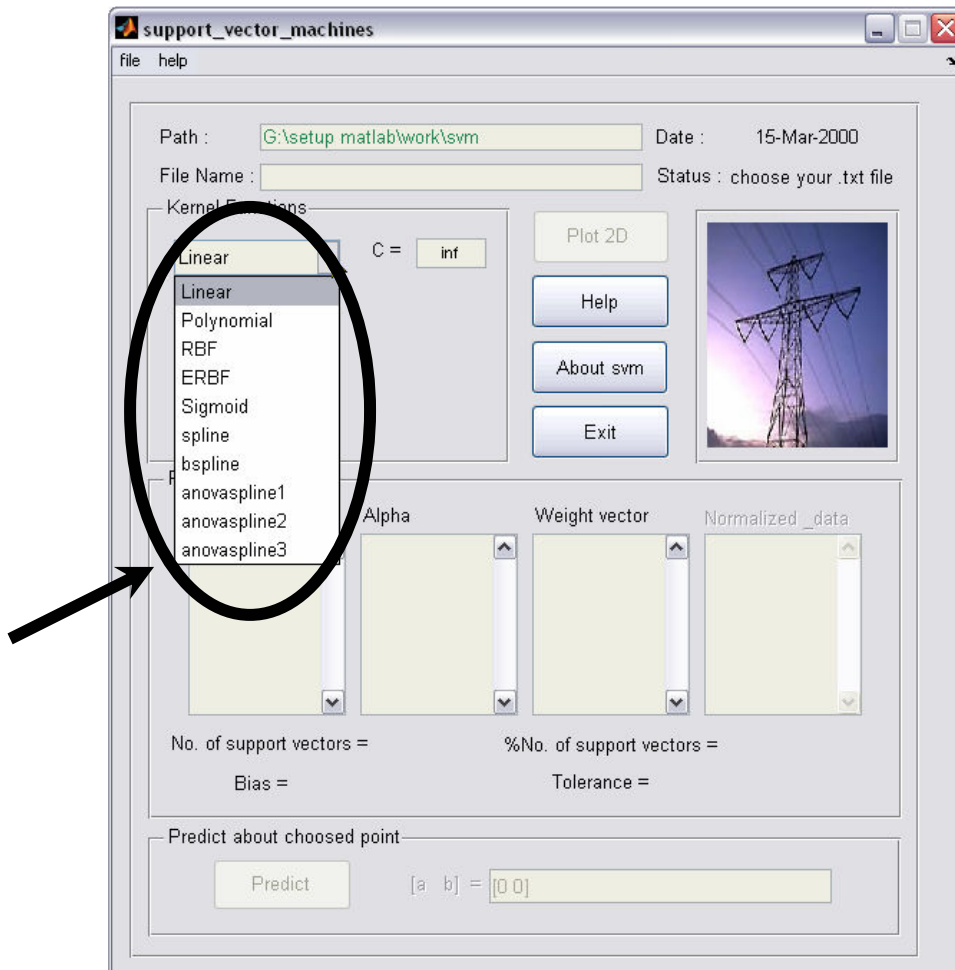 support_vector_machines
file help
Path : G:\setup matlab\work\svm Date : 15-Mar-2000
File Name : Status : choose your .txt file
Kernel Functions
Linear C = inf
Plot 2D
Linear
Polynomial
RBF
ERBF
Sigmoid
spline
bspline
anovaspline1
anovaspline2
anovaspline3
Help
About svm
Exit
Alpha Weight vector Normalized _data
No. of support vectors = %No. of support vectors =
Bias = Tolerance =
Predict about choosed point
Predict [a b] = [0 0]